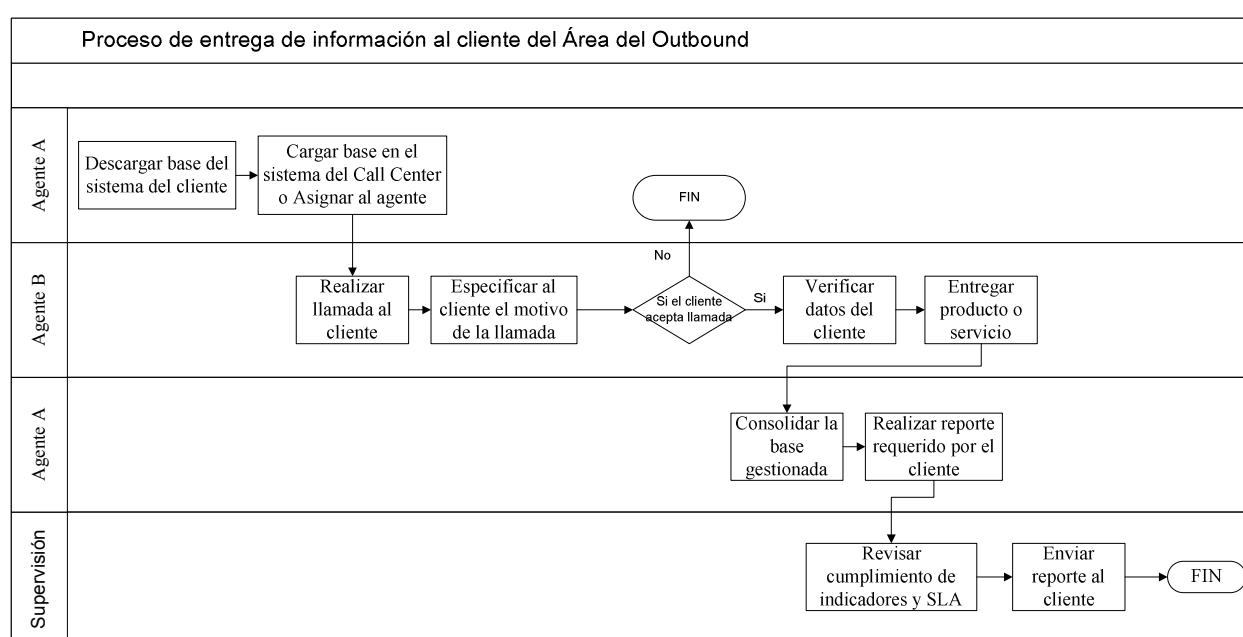 Proceso de entrega de información al cliente del Área del Outbound
Agente A
Descargar base del
sistema del cliente
Cargar base en el
sistema del Call Center
o Asignar al agente
FIN
Agente B
Realizar
llamada al
cliente
Especificar al
cliente el motivo
de la llamada
Si el cliente
acepta llamada
No
Si
Verificar
datos del
cliente
Entregar
producto o
servicio
Agente A
Consolidar la
base
gestionada
Realizar reporte
requerido por el
cliente
Supervisión
Revisar
cumplimiento de
indicadores y SLA
Enviar
reporte al
cliente
FIN